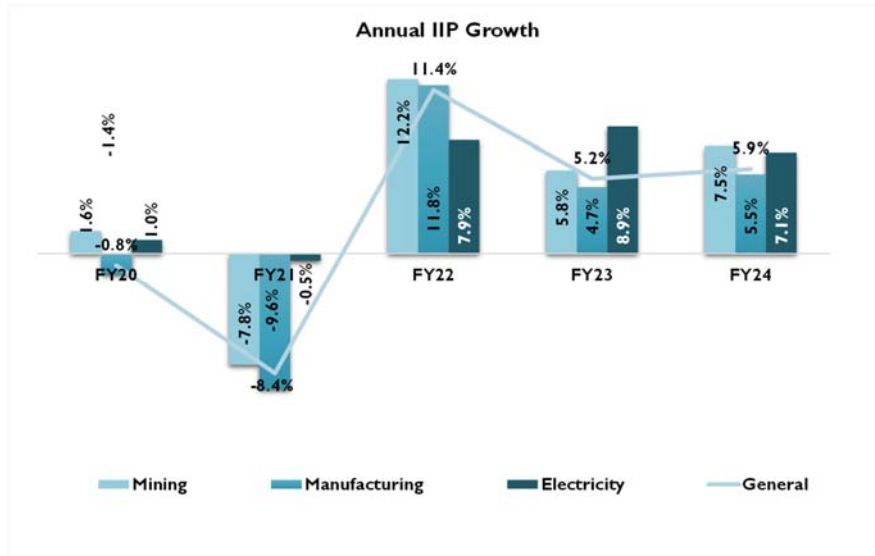 Annual IIP Growth
1.6%
-1.4%
1.0%
-0.8%
FY20
-7.8%
-9.6%
-0.5%
-8.4%
FY21
12.2%
11.8%
7.9%
11.4%
FY22
5.8%
4.7%
8.9%
5.2%
FY23
7.5%
5.5%
7.1%
5.9%
FY24
Mining
Manufacturing
Electricity
General